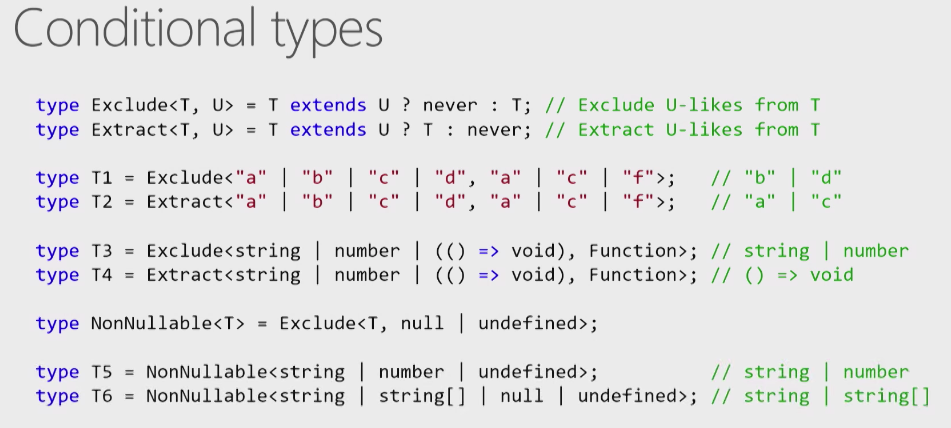 Conditional types
type Exclude<T, U> = T extends U ? never : T; // Exclude U-likes from T
type Extract<T, U> = T extends U ? T : never; // Extract U-likes from T
type T1 = Exclude<"a" | "b" | "c" | "d", "a" | "c" | "f">; // "b" | "d"
type T2 = Extract<"a" | "b" | "c" | "d", "a" | "c" | "f">; // "a" | "c"
type T3 = Exclude<string | number | (() => void), Function>; // string | number
type T4 = Extract<string | number | (() => void), Function>; // () => void
type NonNullable<T> = Exclude<T, null | undefined>;
type T5 = NonNullable<string | number | undefined>; // string | number
type T6 = NonNullable<string | string[] | null | undefined>; // string | string[]